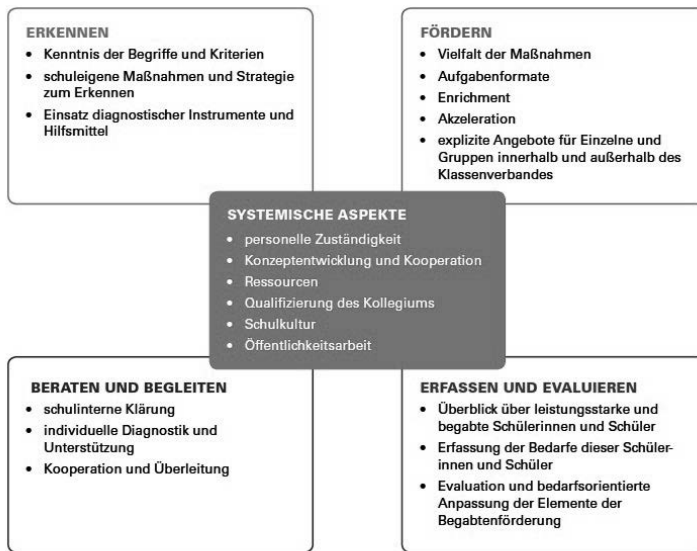 ERKENNEN
• Kenntnis der Begriffe und Kriterien
• schuleigene Maßnahmen und Strategie
zum Erkennen
• Einsatz diagnostischer Instrumente und
Hilfsmittel
FÖRDERN
• Vielfalt der Maßnahmen
• Aufgabenformate
• Enrichment
• Akzeleration
• explizite Angebote für Einzelne und
Gruppen innerhalb und außerhalb des
Klassenverbandes
SYSTEMISCHE ASPEKTE
• personelle Zuständigkeit
• Konzeptentwicklung und Kooperation
• Ressourcen
• Qualifizierung des Kollegiums
• Schulkultur
• Öffentlichkeitsarbeit
BERATEN UND BEGLEITEN
• schulinterne Klärung
• individuelle Diagnostik und
Unterstützung
• Kooperation und Überleitung
ERFASSEN UND EVALUIEREN
• Überblick über leistungsstarke und
begabte Schülerinnen und Schüler
• Erfassung der Bedarfe dieser Schüler-
innen und Schüler
• Evaluation und bedarfsorientierte
Anpassung der Elemente der
Begabtenförderung